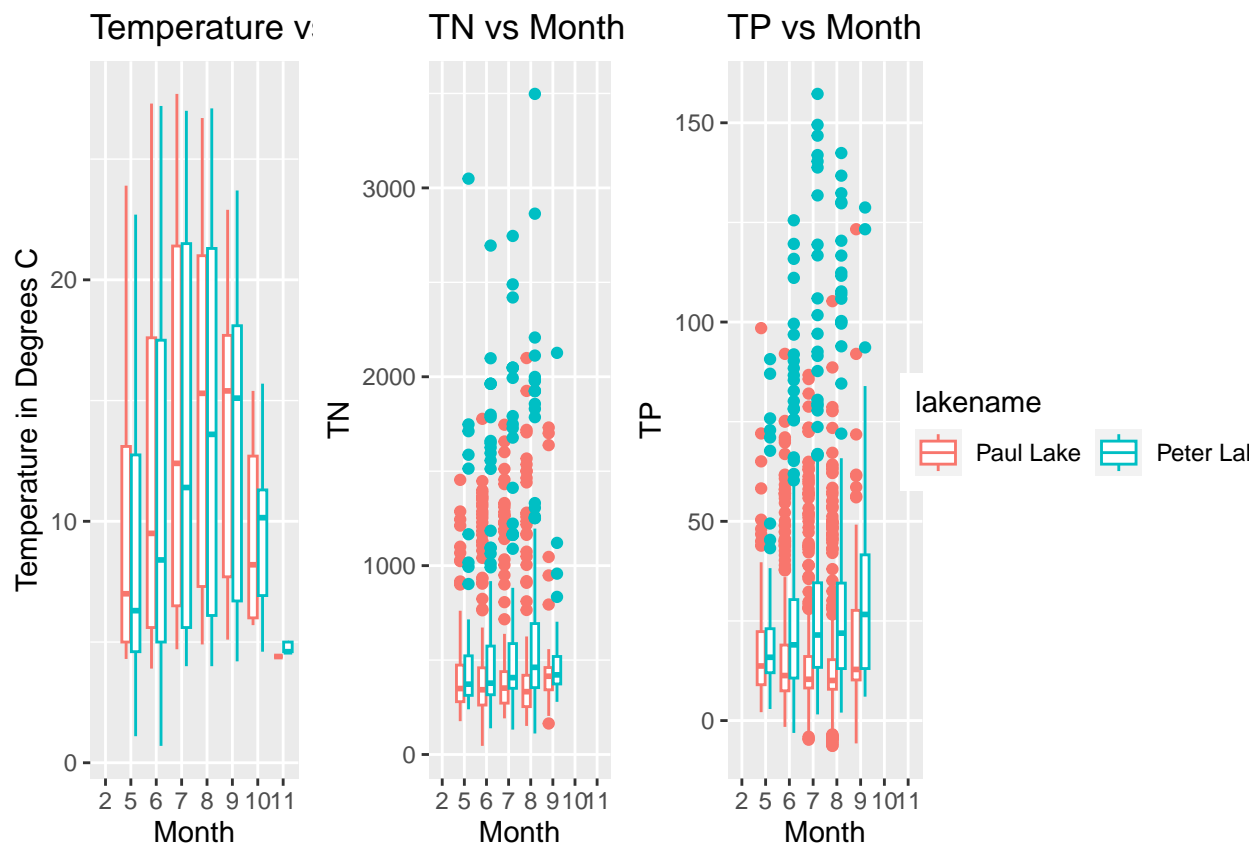 Temperature vs
TN vs Month
TP vs Month
Temperature in Degrees C
20
10
0
2 5 6 7 8 9 10 11
Month
TN
3000
2000
1000
0
2 5 6 7 8 9 10 11
Month
TP
150
100
50
0
2 5 6 7 8 9 10 11
Month
lakename
Paul Lake
Peter Lak